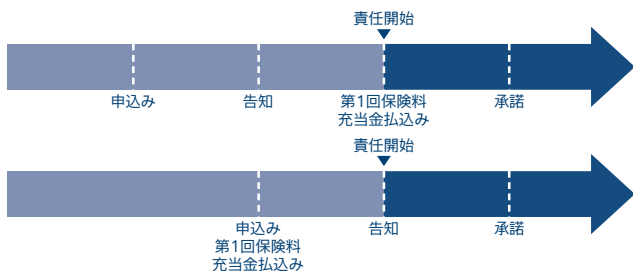 責任開始
申込み
告知
第1回保険料
充当金払込み
承諾
責任開始
申込み
第1回保険料
充当金払込み
告知
承諾